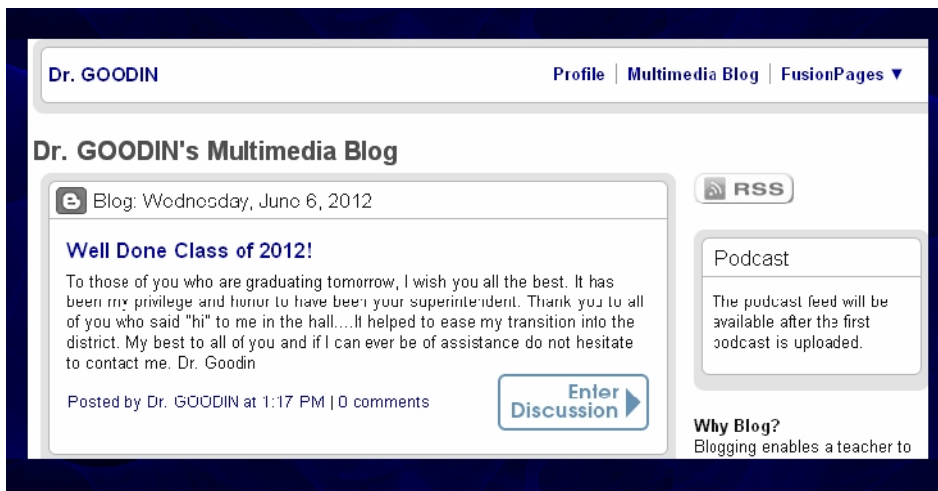 Dr. GOODIN
Profile | Multimedia Blog | FusionPages ▼
Dr. GOODIN's Multimedia Blog
Blog: Wednesday, June 6, 2012
Well Done Class of 2012!
To those of you who are graduating tomorrow, I wish you all the best. It has
been my privilege and honor to have been your superintendent. Thank you to all
of you who said "hi" to me in the hall....It helped to ease my transition into the
district. My best to all of you and if I can ever be of assistance do not hesitate
to contact me. Dr. Goodin
Posted by Dr. GOODIN at 1:17 PM | 0 comments
Enter
Discussion
RSS
Podcast
The podcast feed will be
available after the first
podcast is uploaded.
Why Blog?
Blogging enables a teacher to